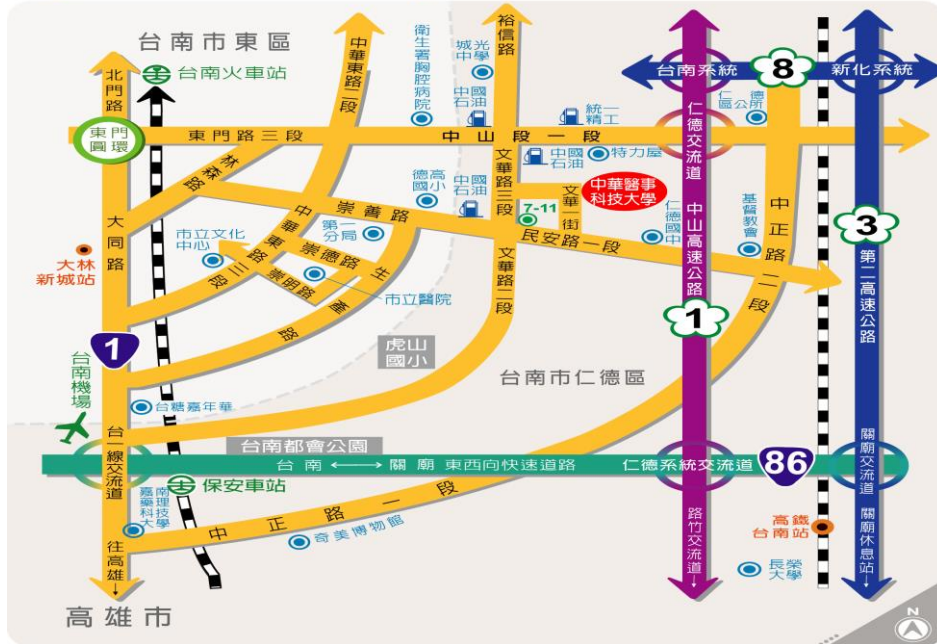 台南市東區
北門路
台南火車站
東門
圓環
東門路三段
中山段一段
中華東路二段
衛生署胸腔病院
城光
中學
中國
石油
裕信路
統一
精工
中國
石油
特力屋
台南系統
8
新化系統
仁德
區公所
仁德交流道
林森路
德高
國小
中國
石油
文華路三段
7-11
文華一街
中華醫事
科技大學
崇善路
民安路一段
仁德國中
基督教會
中正路二段
中山高速公路
1
3
第二高速公路
大同路
大林
新城站
市立文化
中心
中華東路三段
第一
分局
崇德路
崇明路
市立醫院
生產路
文華路二段
虎山
國小
台南市仁德區
1
台南機場
台糖嘉年華
台南都會公園
台南
關廟
東西向快速道路
仁德系統交流道
86
台一線交流道
保安車站
嘉南
藥理
科技
大學
中正路一段
奇美博物館
往高雄↓
路竹交流道↓
高鐵
台南站
長榮
大學
關廟交流道
關廟休息站↓
高雄市
N